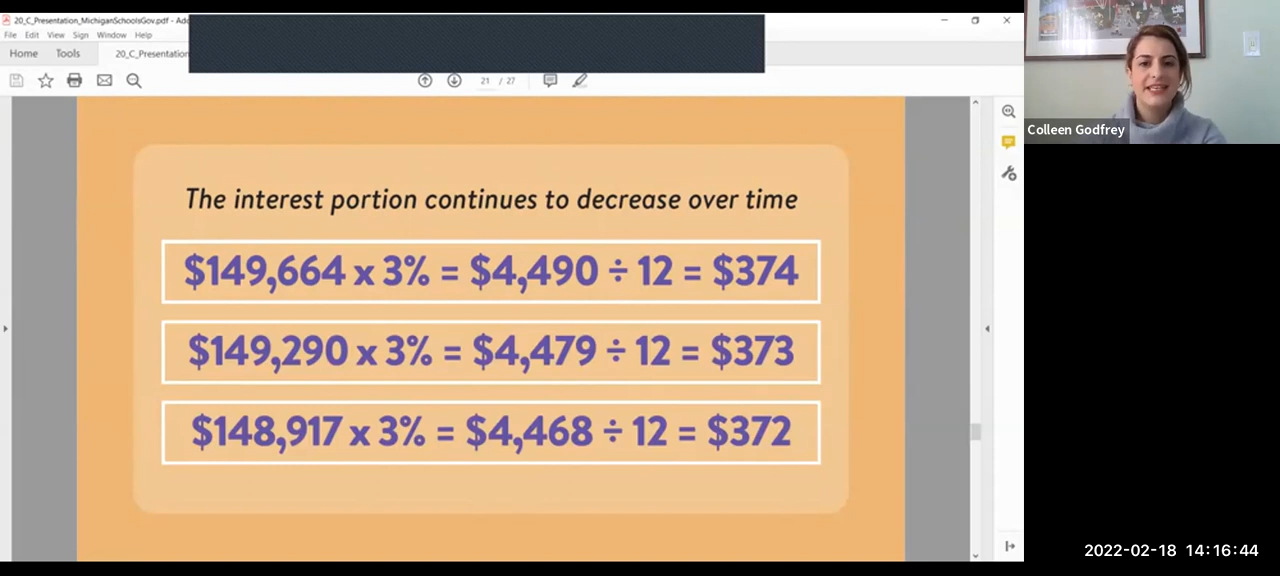 20_C_Presentation_MichiganSchoolsGov.pdf - Ado
File Edit View Sign Window Help
Home Tools 20_C_Presentation
21 / 27
The interest portion continues to decrease over time
$149,664 x 3% = $4,490 ÷ 12 = $374
$149,290 x 3% = $4,479 ÷ 12 = $373
$148,917 x 3% = $4,468 ÷ 12 = $372
Colleen Godfrey
2022-02-18 14:16:44